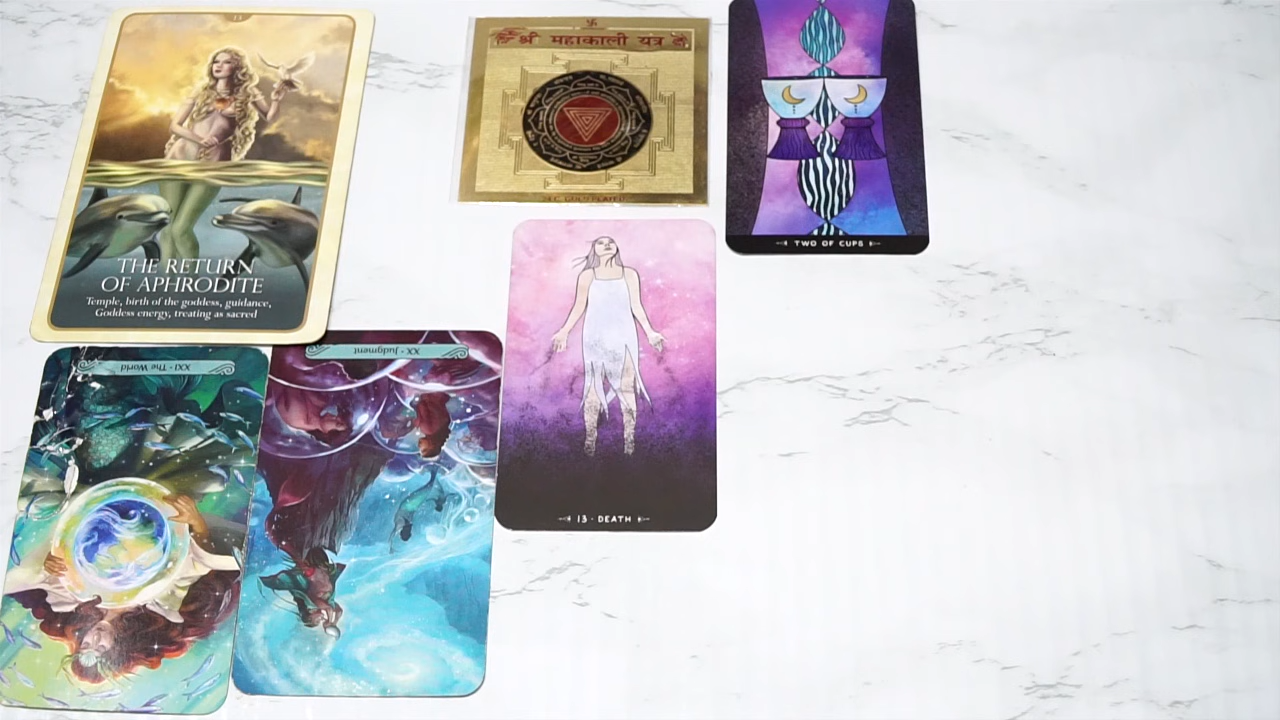 THE RETURN
OF APHRODITE
Temple, birth of the goddess, guidance,
Goddess energy, treating as sacred
श्री महाकाली यत्र
TWO OF CUPS
XXI · The World
XX · Judgment
13 · DEATH